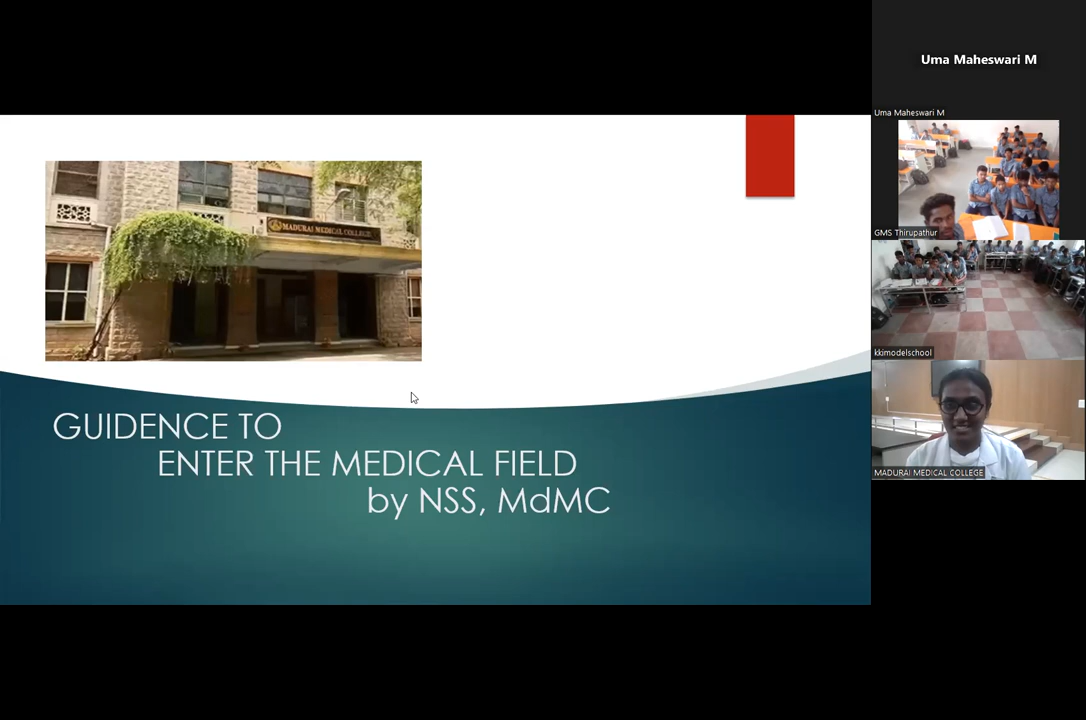 Uma Maheswari M
Uma Maheswari M
MADURAI MEDICAL COLLEGE
GMS Thirupathur
kkimodelschool
GUIDENCE TO
ENTER THE MEDICAL FIELD
by NSS, MdMC
MADURAI MEDICAL COLLEGE